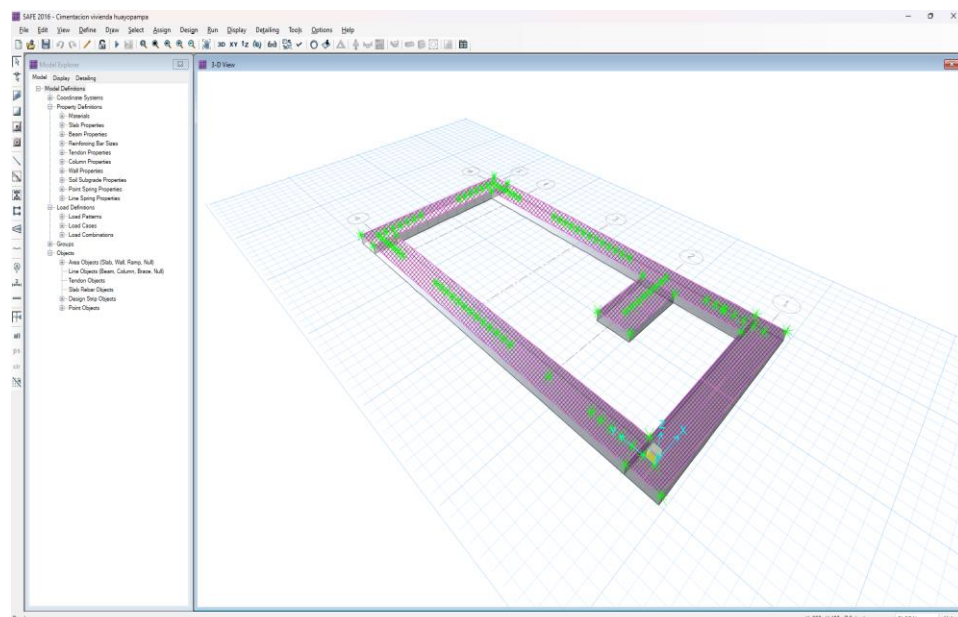 SAFE 2016 - Cimentacion vivienda huayopampa
File Edit View Define Draw Select Assign Design Run Display Detailing Tools Options Help
3D XY
Model Explorer
Model Display Detailing
Model Definitions
Coordinate Systems
Property Definitions
Materials
Slab Properties
Beam Properties
Reinforcing Bar Sizes
Tendon Properties
Column Properties
Wall Properties
Soil Subgrade Properties
Point Spring Properties
Line Spring Properties
Load Definitions
Load Patterns
Load Cases
Load Combinations
Groups
Objects
Area Objects (Slab, Wall, Ramp, Null)
Line Objects (Beam, Column, Brace, Null)
Tendon Objects
Slab Rebar Objects
Design Strip Objects
Point Objects
3-D View
2
1
Z
X
all